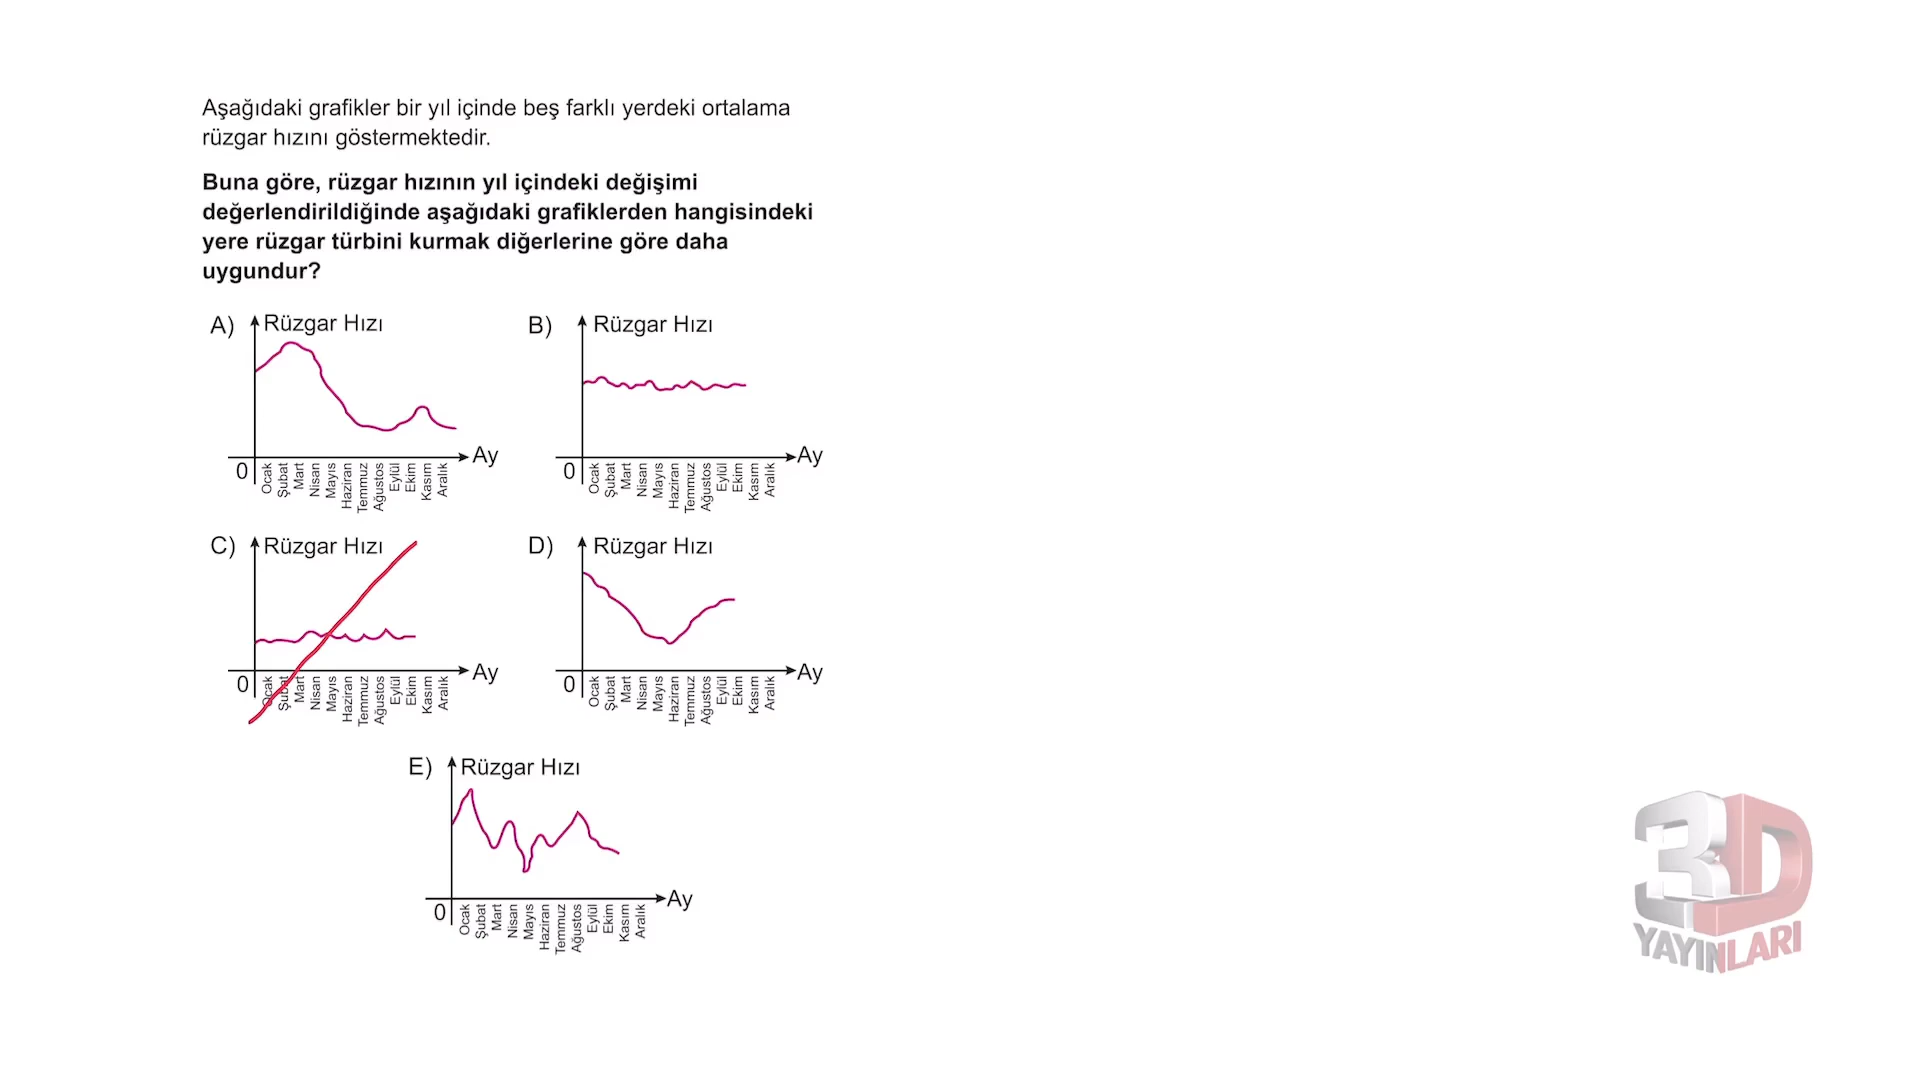 Aşağıdaki grafikler bir yıl içinde beş farklı yerdeki ortalama
rüzgar hızını göstermektedir.
Buna göre, rüzgar hızının yıl içindeki değişimi
değerlendirildiğinde aşağıdaki grafiklerden hangisindeki
yere rüzgar türbini kurmak diğerlerine göre daha
uygundur?
A) Rüzgar Hızı
0
Ay
Ocak
Şubat
Mart
Nisan
Mayıs
Haziran
Temmuz
Ağustos
Eylül
Ekim
Kasım
Aralık
B) Rüzgar Hızı
0
Ay
Ocak
Şubat
Mart
Nisan
Mayıs
Haziran
Temmuz
Ağustos
Eylül
Ekim
Kasım
Aralık
C) Rüzgar Hızı
0
Ay
Ocak
Şubat
Mart
Nisan
Mayıs
Haziran
Temmuz
Ağustos
Eylül
Ekim
Kasım
Aralık
D) Rüzgar Hızı
0
Ay
Ocak
Şubat
Mart
Nisan
Mayıs
Haziran
Temmuz
Ağustos
Eylül
Ekim
Kasım
Aralık
E) Rüzgar Hızı
0
Ay
Ocak
Şubat
Mart
Nisan
Mayıs
Haziran
Temmuz
Ağustos
Eylül
Ekim
Kasım
Aralık
3D
YAYINLARI